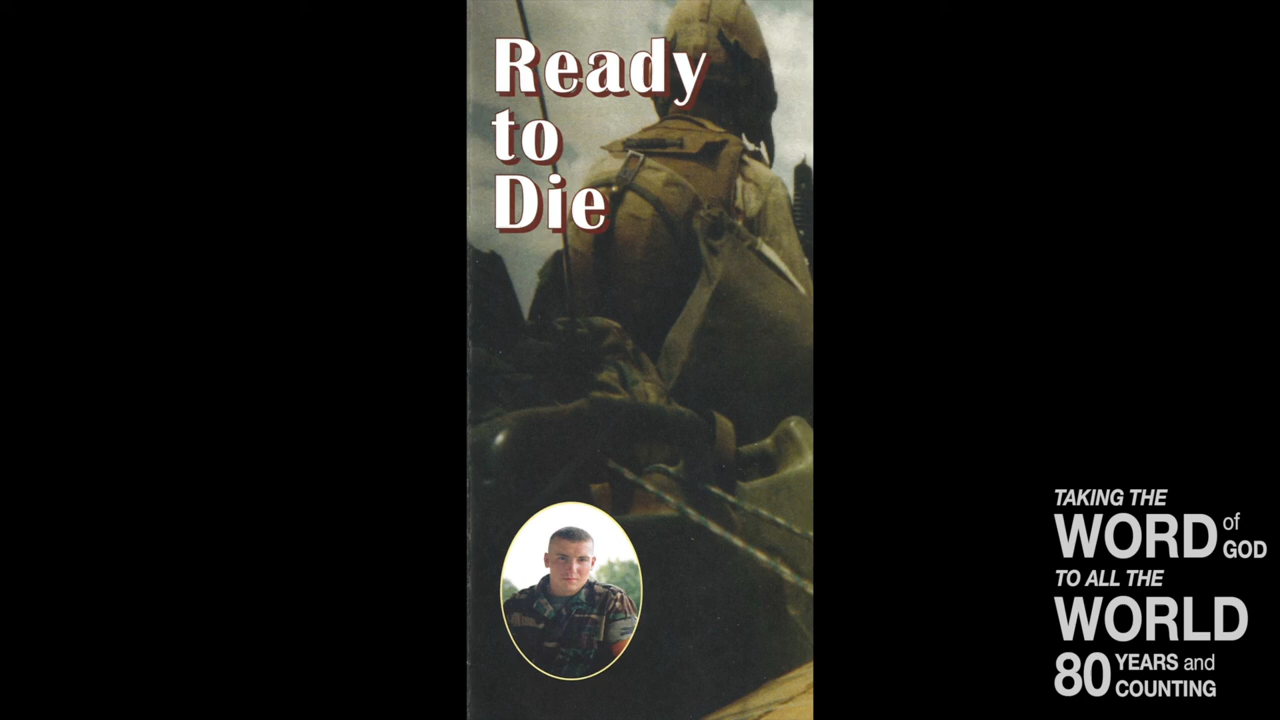 Ready
to
Die
TAKING THE
WORD of GOD
TO ALL THE
WORLD
80 YEARS and
COUNTING